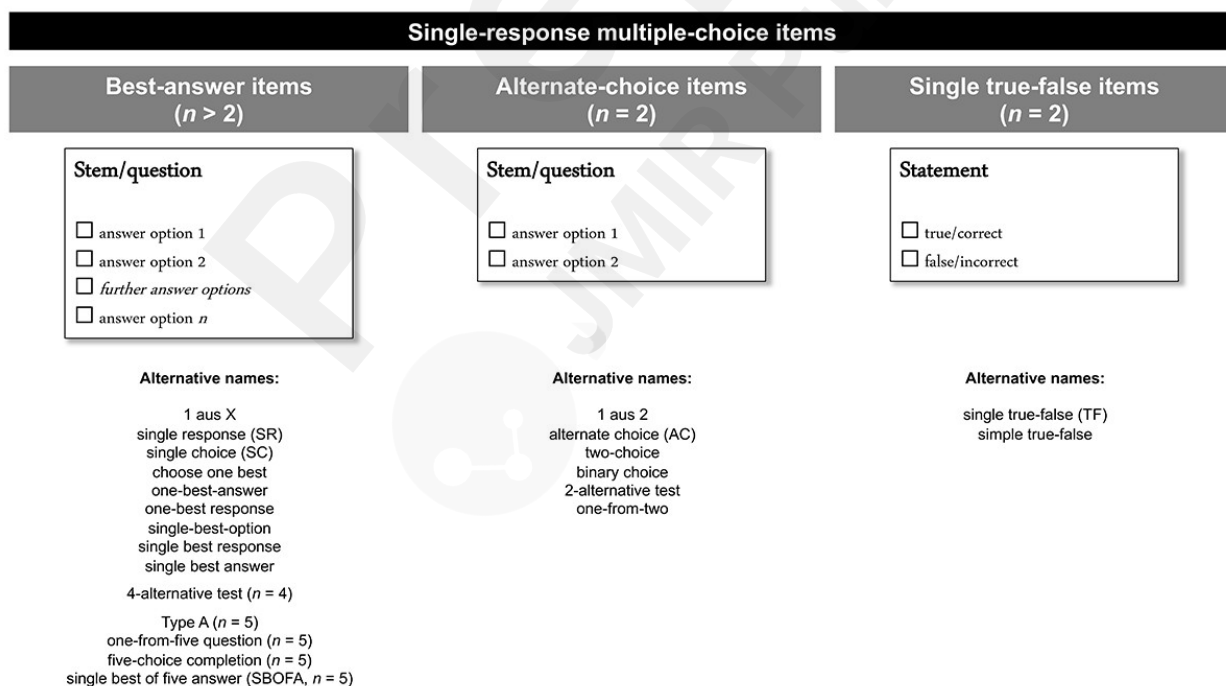 Single-response multiple-choice items
Best-answer items
(n > 2)
Stem/question
answer option 1
answer option 2
further answer options
answer option n
Alternative names:
1 aus X
single response (SR)
single choice (SC)
choose one best
one-best-answer
one-best response
single-best-option
single best response
single best answer
4-alternative test (n = 4)
Type A (n = 5)
one-from-five question (n = 5)
five-choice completion (n = 5)
single best of five answer (SBOFA, n = 5)
Alternate-choice items
(n = 2)
Stem/question
answer option 1
answer option 2
Alternative names:
1 aus 2
alternate choice (AC)
two-choice
binary choice
2-alternative test
one-from-two
Single true-false items
(n = 2)
Statement
true/correct
false/incorrect
Alternative names:
single true-false (TF)
simple true-false
JMIR